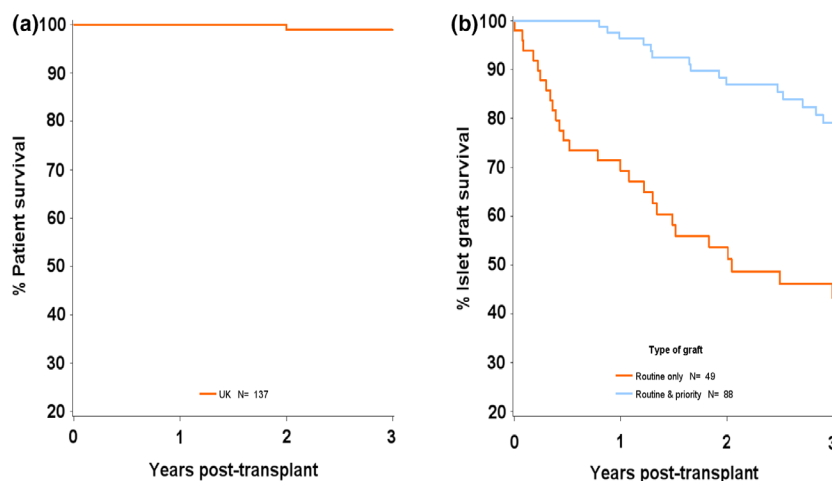 (a)
100
90
80
70
60
50
40
30
20
% Patient survival
UK N= 137
0 1 2 3
Years post-transplant
(b)
100
90
80
70
60
50
40
30
20
% Islet graft survival
Type of graft
Routine only N= 49
Routine & priority N= 88
0 1 2 3
Years post-transplant